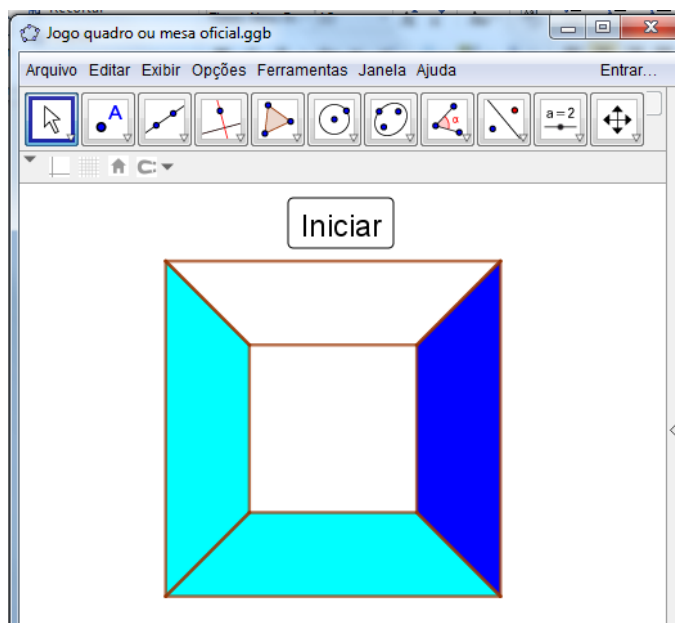 Jogo quadro ou mesa oficial.ggb
Arquivo Editar Exibir Opções Ferramentas Janela Ajuda Entrar...
A α a = 2
Iniciar